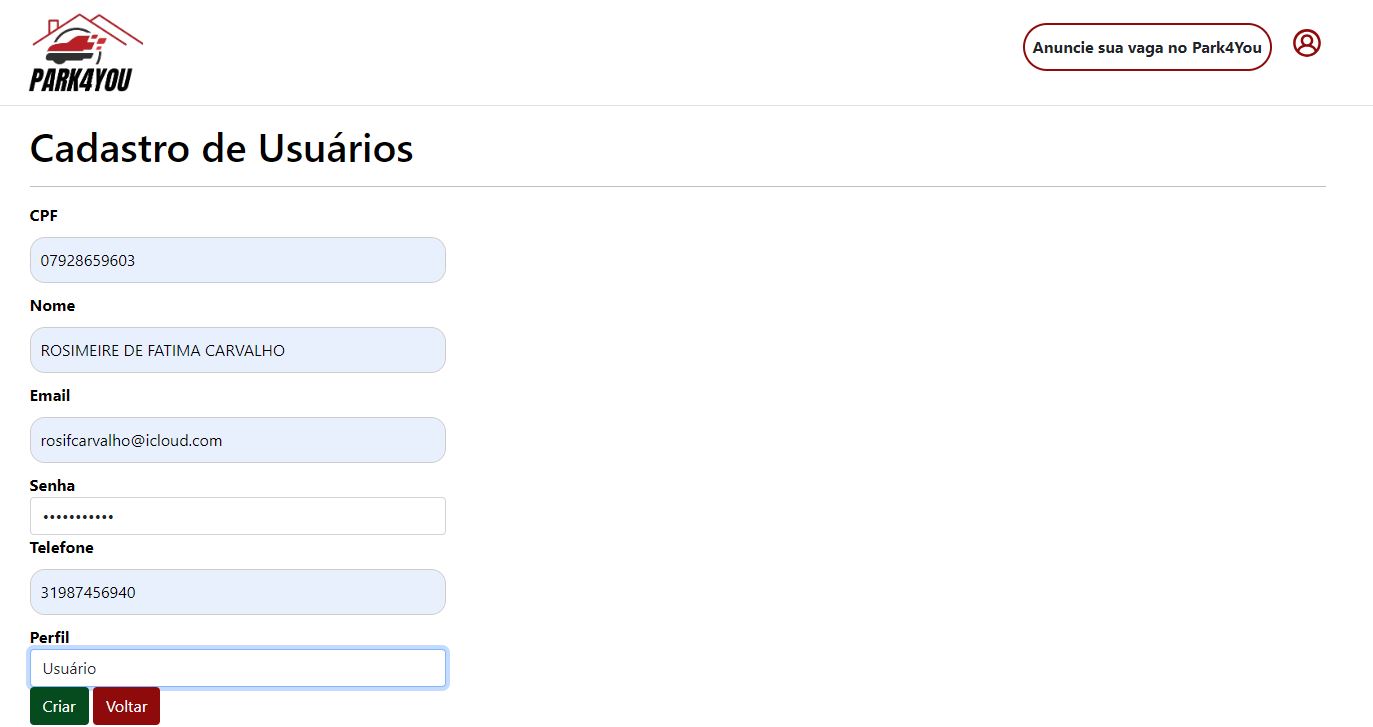 PARK4YOU
Anuncie sua vaga no Park4You
Cadastro de Usuários
CPF
07928659603
Nome
ROSIMEIRE DE FATIMA CARVALHO
Email
rosifcarvalho@icloud.com
Senha
•••••••••••
Telefone
31987456940
Perfil
Usuário
Criar Voltar